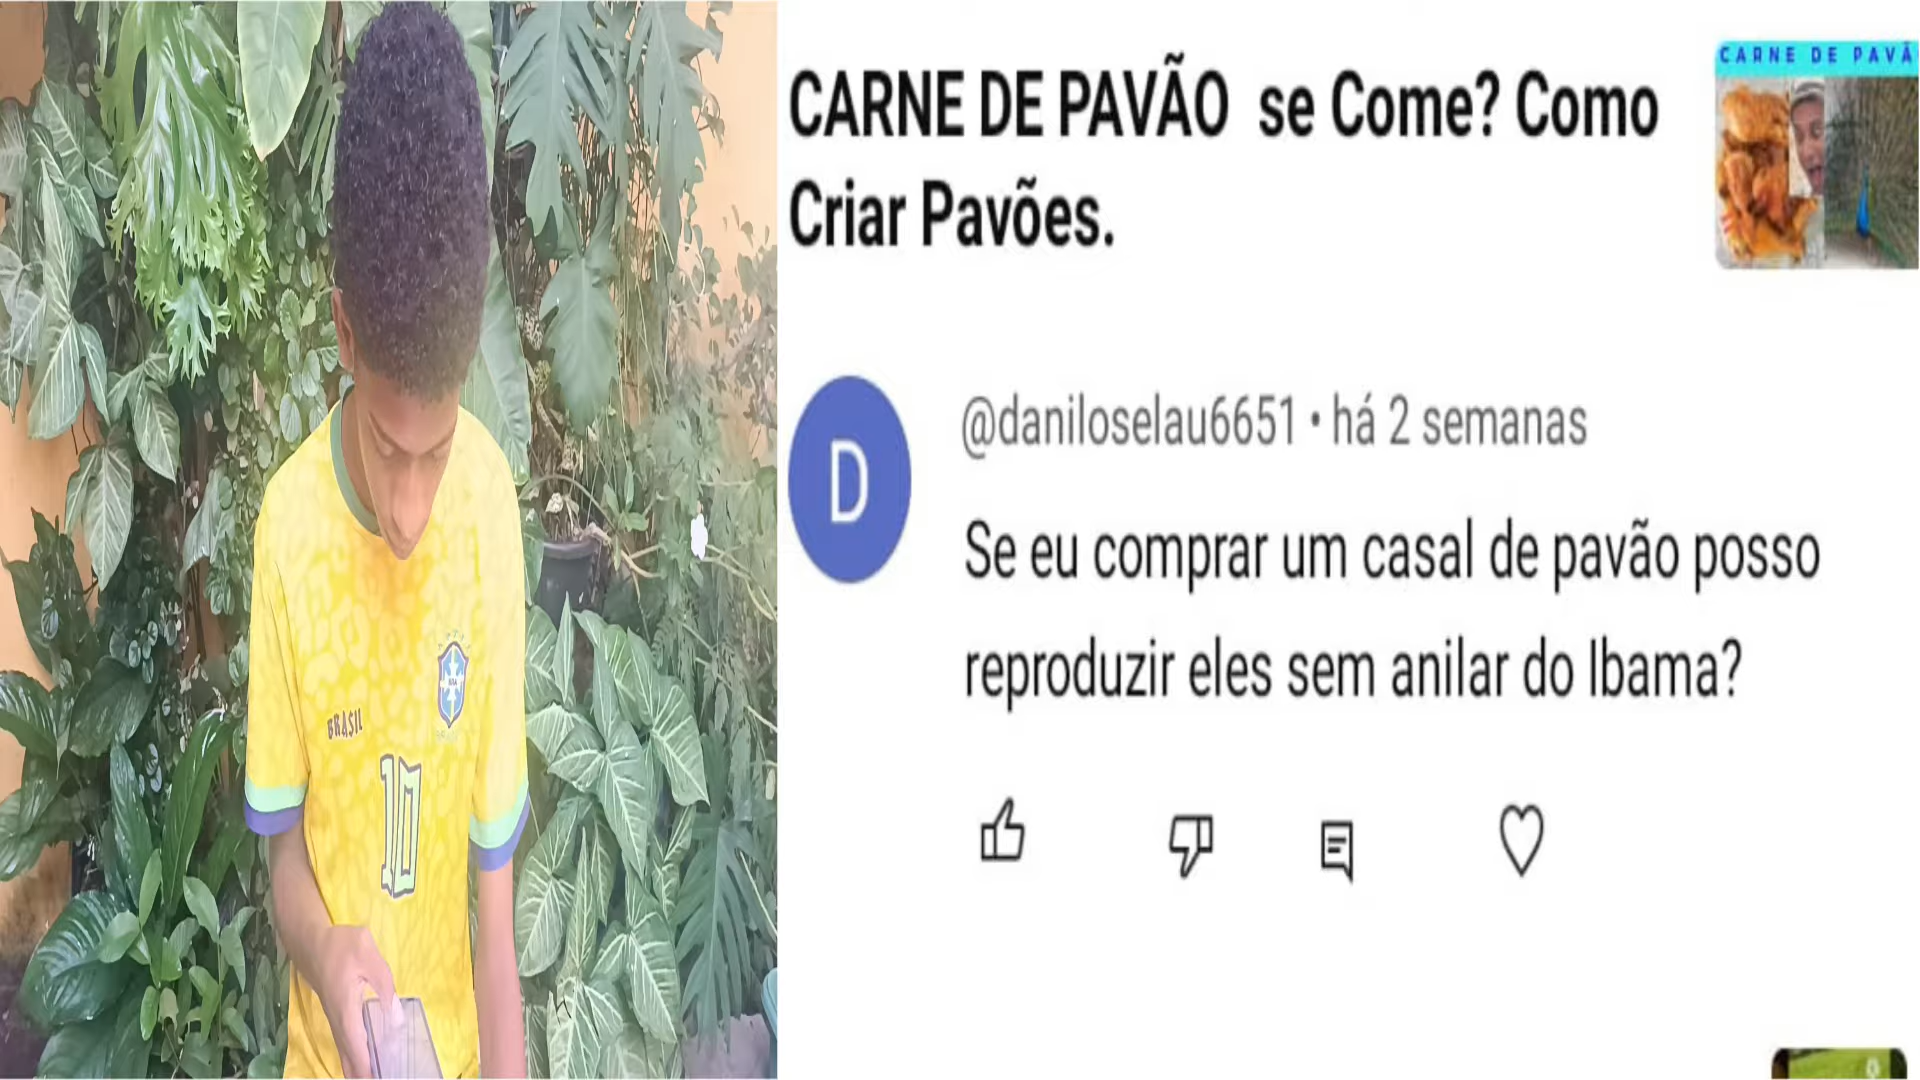 CARNE DE PAVÃO se Come? Como
Criar Pavões.
CARNE DE PAVÃ
D
@daniloselau6651 • há 2 semanas
Se eu comprar um casal de pavão posso
reproduzir eles sem anilar do Ibama?
BRASIL
10